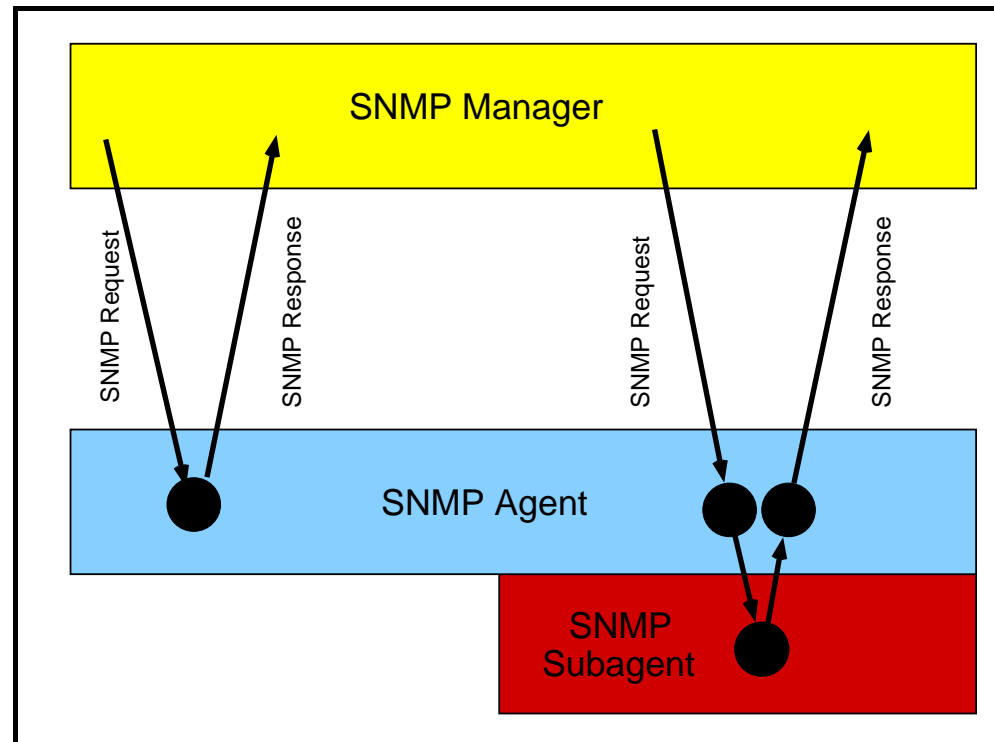 SNMP Manager
SNMP Request
SNMP Response
SNMP Request
SNMP Response
SNMP Agent
SNMP
Subagent